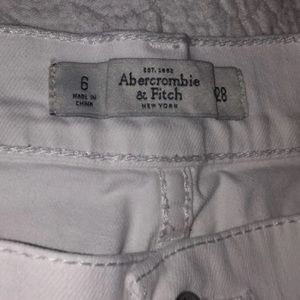 6
MADE IN
CHINA
EST. 1892
Abercrombie
& Fitch
NEW YORK
28